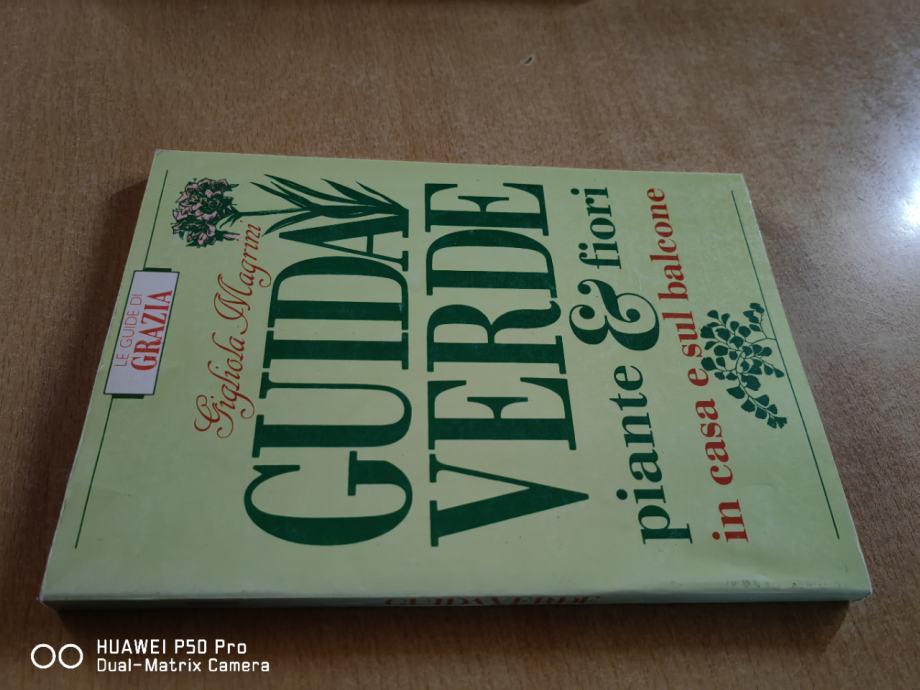 LE GUIDE DI
GRAZIA
Gigliola Magrini
GUIDA
VERDE
piante & fiori
in casa e sul balcone
GUIDA VERDE
HUAWEI P50 Pro
Dual-Matrix Camera